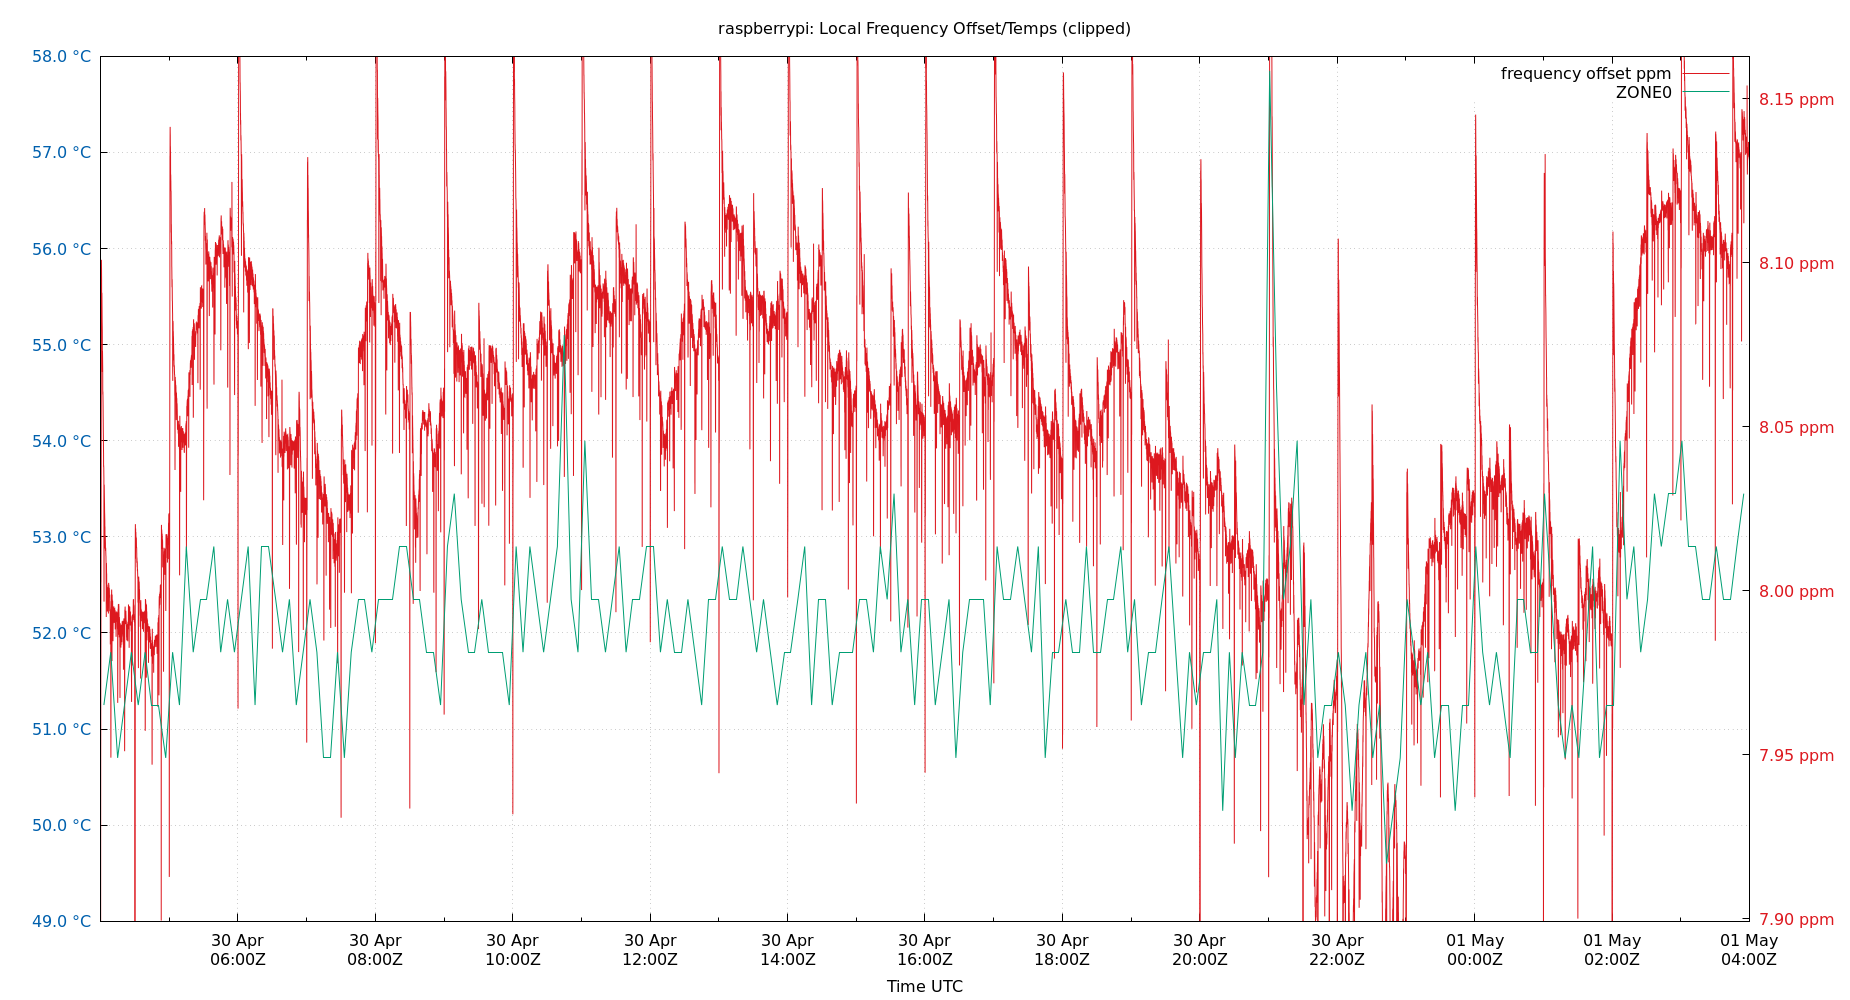 raspberrypi: Local Frequency Offset/Temps (clipped)
frequency offset ppm
ZONE0
58.0 °C
57.0 °C
56.0 °C
55.0 °C
54.0 °C
53.0 °C
52.0 °C
51.0 °C
50.0 °C
49.0 °C
8.15 ppm
8.10 ppm
8.05 ppm
8.00 ppm
7.95 ppm
7.90 ppm
30 Apr 06:00Z
30 Apr 08:00Z
30 Apr 10:00Z
30 Apr 12:00Z
30 Apr 14:00Z
30 Apr 16:00Z
30 Apr 18:00Z
30 Apr 20:00Z
30 Apr 22:00Z
01 May 00:00Z
01 May 02:00Z
01 May 04:00Z
Time UTC